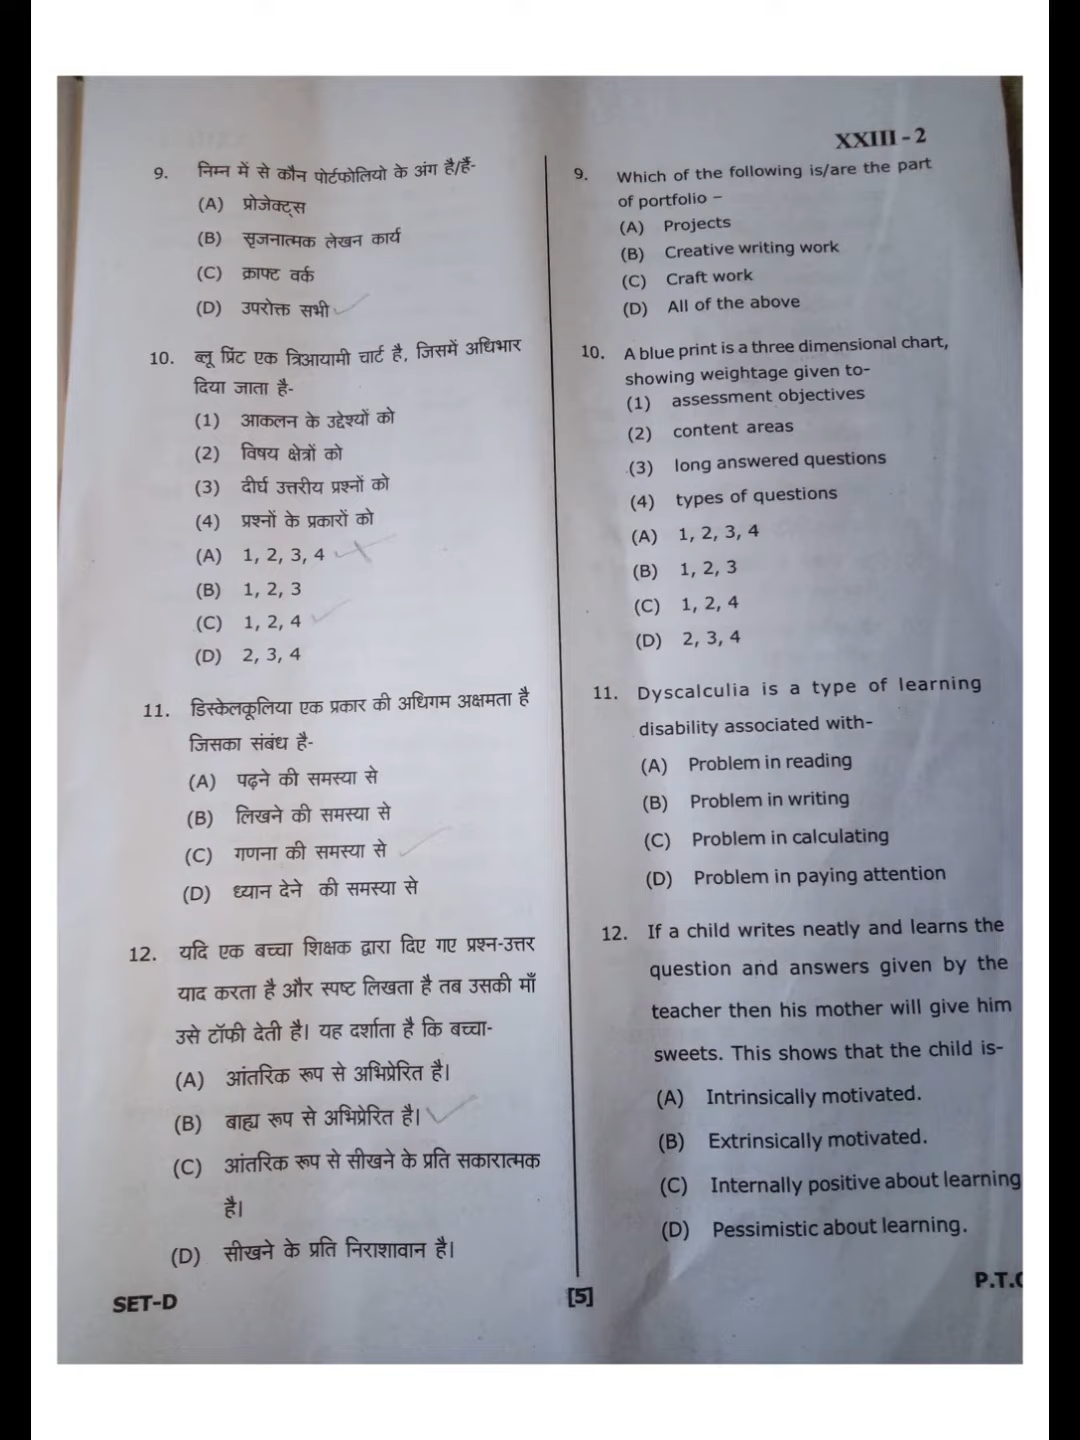 XXIII - 2
9. निम्न में से कौन पोर्टफोलियो के अंग है/हैं-
(A) प्रोजेक्ट्स
(B) सृजनात्मक लेखन कार्य
(C) क्राफ्ट वर्क
(D) उपरोक्त सभी
10. ब्लू प्रिंट एक त्रिआयामी चार्ट है, जिसमें अधिभार
दिया जाता है-
(1) आकलन के उद्देश्यों को
(2) विषय क्षेत्रों को
(3) दीर्घ उत्तरीय प्रश्नों को
(4) प्रश्नों के प्रकारों को
(A) 1, 2, 3, 4
(B) 1, 2, 3
(C) 1, 2, 4
(D) 2, 3, 4
11. डिस्केलकूलिया एक प्रकार की अधिगम अक्षमता है
जिसका संबंध है-
(A) पढ़ने की समस्या से
(B) लिखने की समस्या से
(C) गणना की समस्या से
(D) ध्यान देने की समस्या से
12. यदि एक बच्चा शिक्षक द्वारा दिए गए प्रश्न-उत्तर
याद करता है और स्पष्ट लिखता है तब उसकी माँ
उसे टॉफी देती है। यह दर्शाता है कि बच्चा-
(A) आंतरिक रूप से अभिप्रेरित है।
(B) बाह्य रूप से अभिप्रेरित है।
(C) आंतरिक रूप से सीखने के प्रति सकारात्मक
है।
(D) सीखने के प्रति निराशावान है।
9. Which of the following is/are the part
of portfolio –
(A) Projects
(B) Creative writing work
(C) Craft work
(D) All of the above
10. A blue print is a three dimensional chart,
showing weightage given to-
(1) assessment objectives
(2) content areas
(3) long answered questions
(4) types of questions
(A) 1, 2, 3, 4
(B) 1, 2, 3
(C) 1, 2, 4
(D) 2, 3, 4
11. Dyscalculia is a type of learning
disability associated with-
(A) Problem in reading
(B) Problem in writing
(C) Problem in calculating
(D) Problem in paying attention
12. If a child writes neatly and learns the
question and answers given by the
teacher then his mother will give him
sweets. This shows that the child is-
(A) Intrinsically motivated.
(B) Extrinsically motivated.
(C) Internally positive about learning
(D) Pessimistic about learning.
SET-D
[5]
P.T.